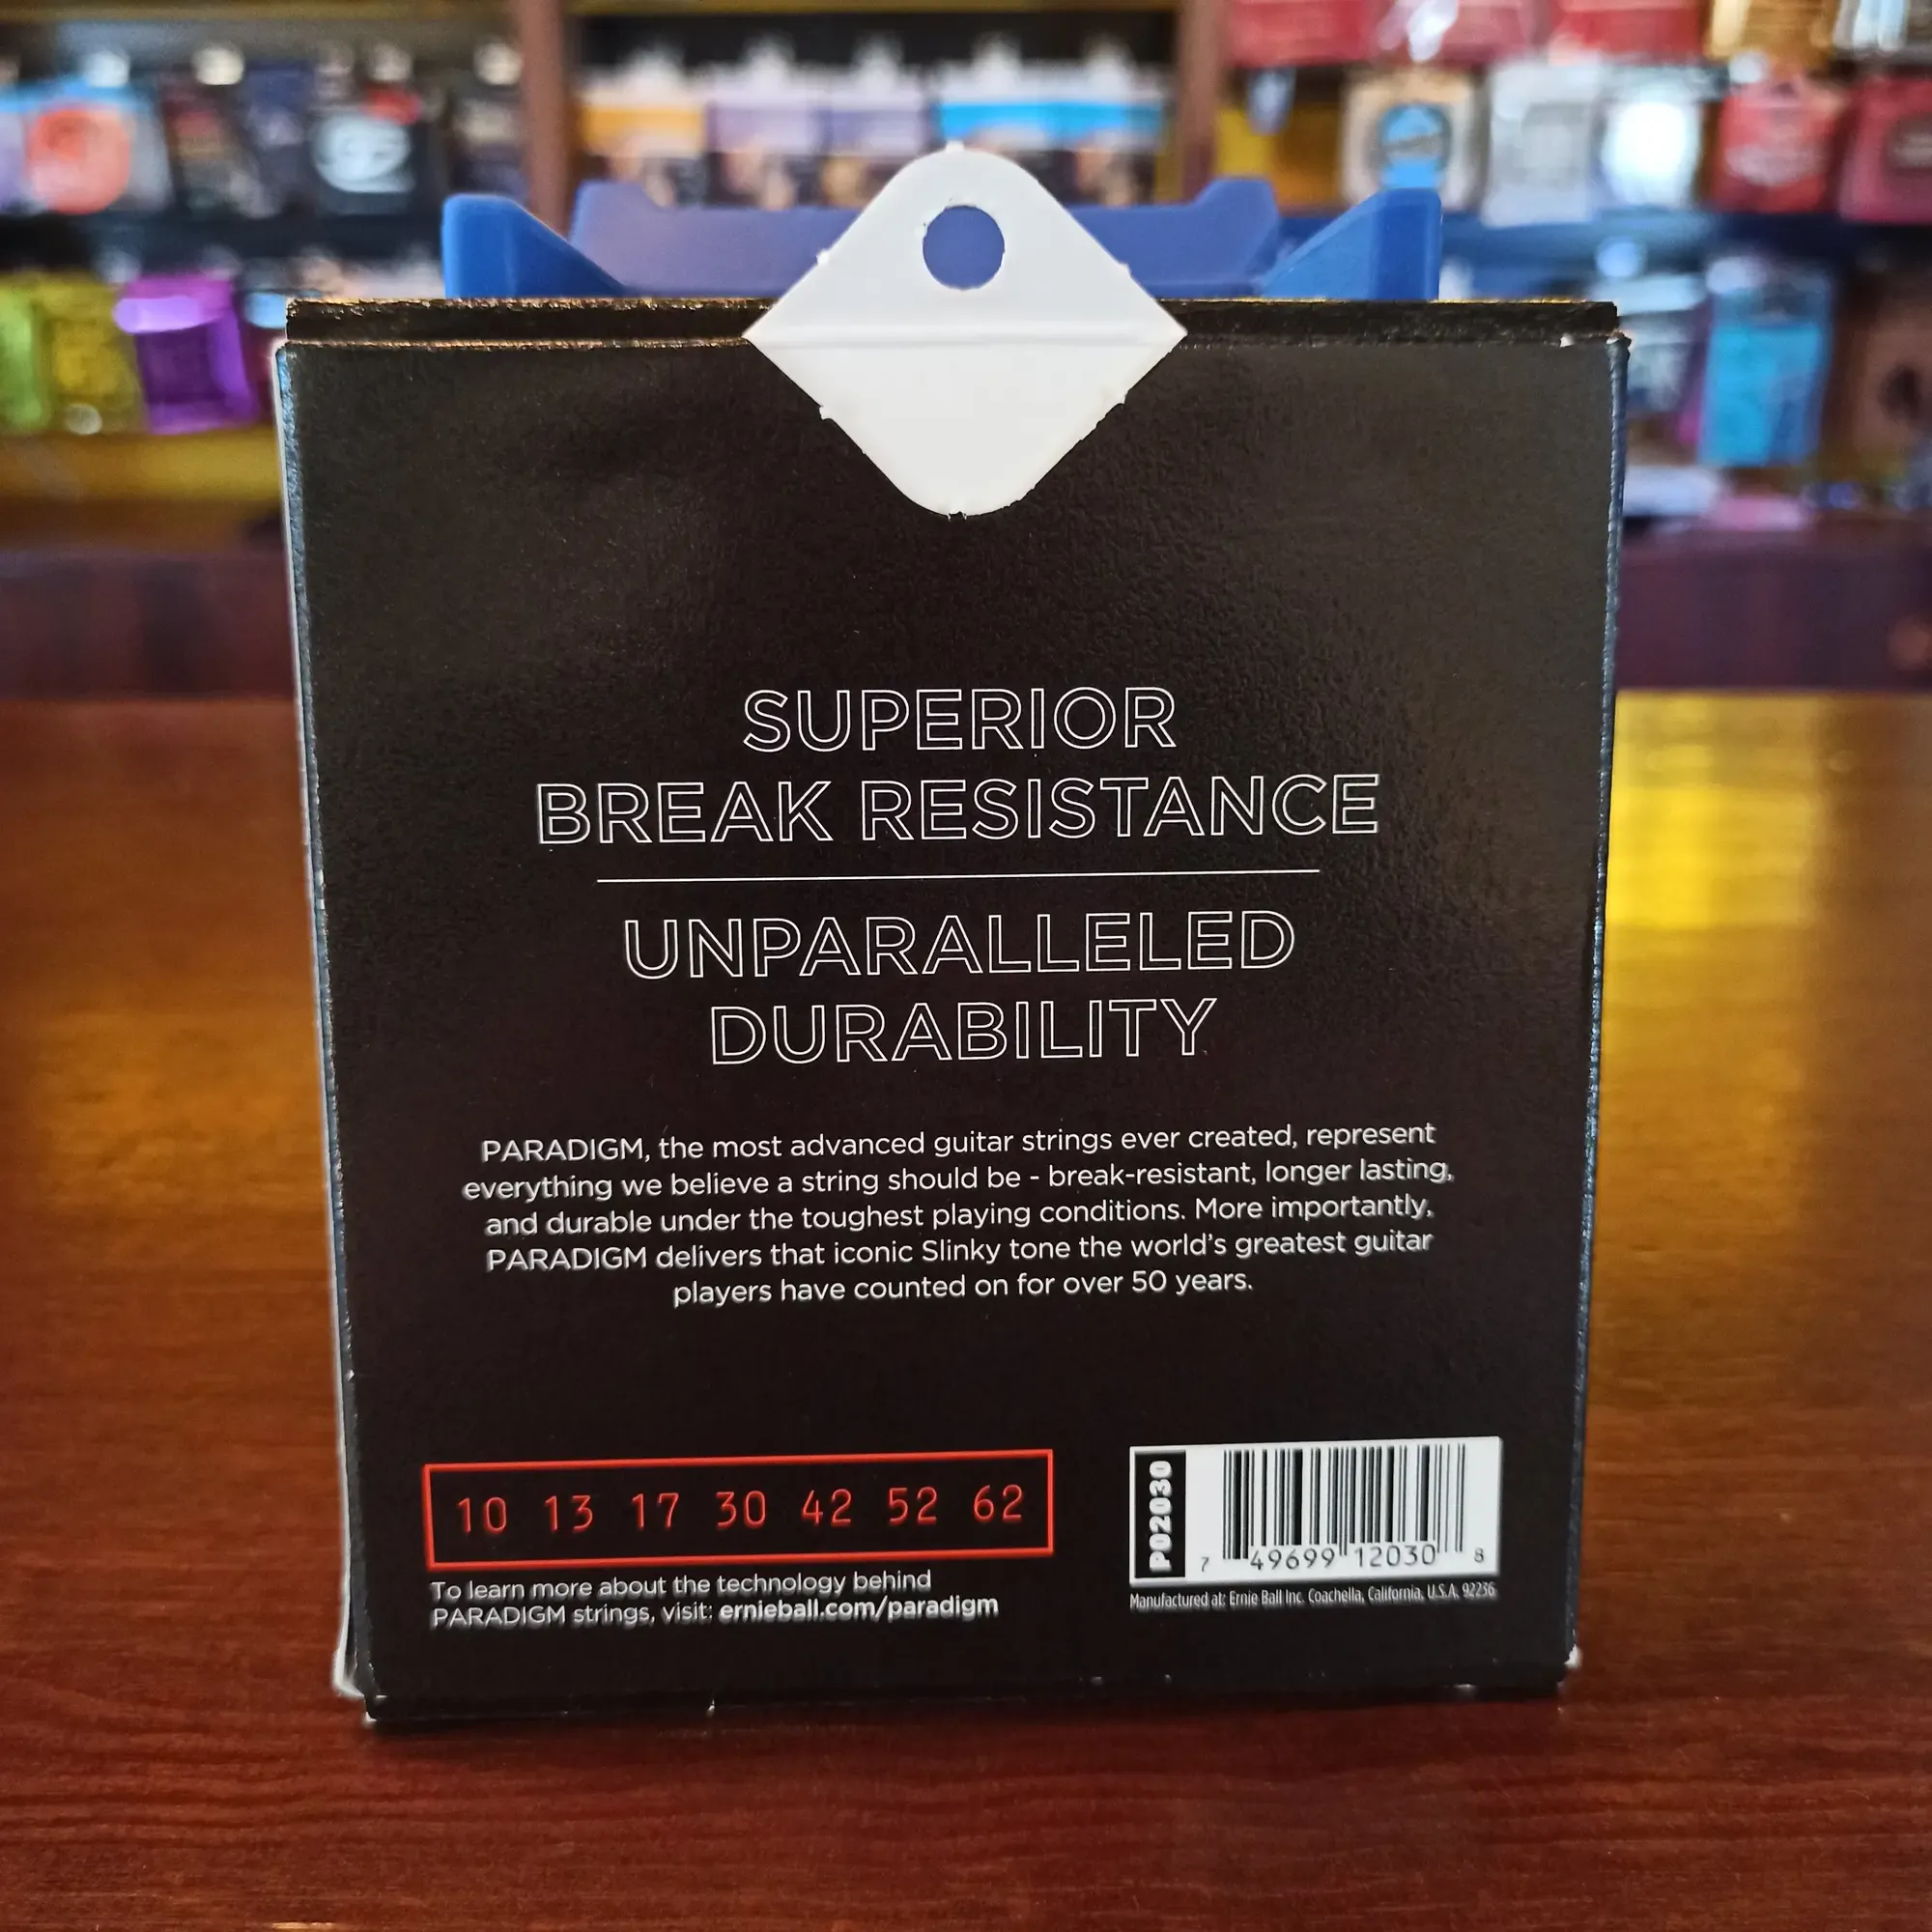 SUPERIOR
BREAK RESISTANCE
UNPARALLELED
DURABILITY
PARADIGM, the most advanced guitar strings ever created, represent
everything we believe a string should be - break-resistant, longer lasting,
and durable under the toughest playing conditions. More importantly,
PARADIGM delivers that iconic Slinky tone the world's greatest guitar
players have counted on for over 50 years.
10 13 17 30 42 52 62
To learn more about the technology behind
PARADIGM strings, visit: ernieball.com/paradigm
P02030
7 49699 12030 8
Manufactured at: Ernie Ball Inc. Coachella, California, U.S.A. 92236